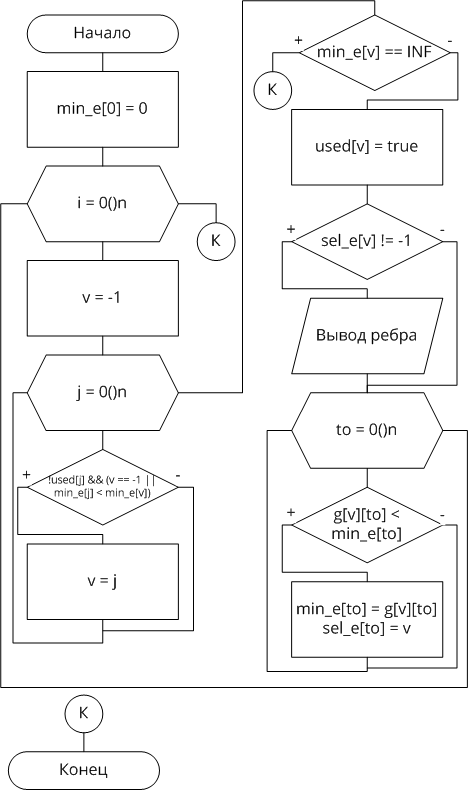 Начало
min_e[0] = 0
i = 0()n
К
v = -1
j = 0()n
+
-
!used[j] && (v == -1 ||
min_e[j] < min_e[v])
v = j
+
-
min_e[v] == INF
К
used[v] = true
+
-
sel_e[v] != -1
Вывод ребра
to = 0()n
+
-
g[v][to] <
min_e[to]
min_e[to] = g[v][to]
sel_e[to] = v
К
Конец